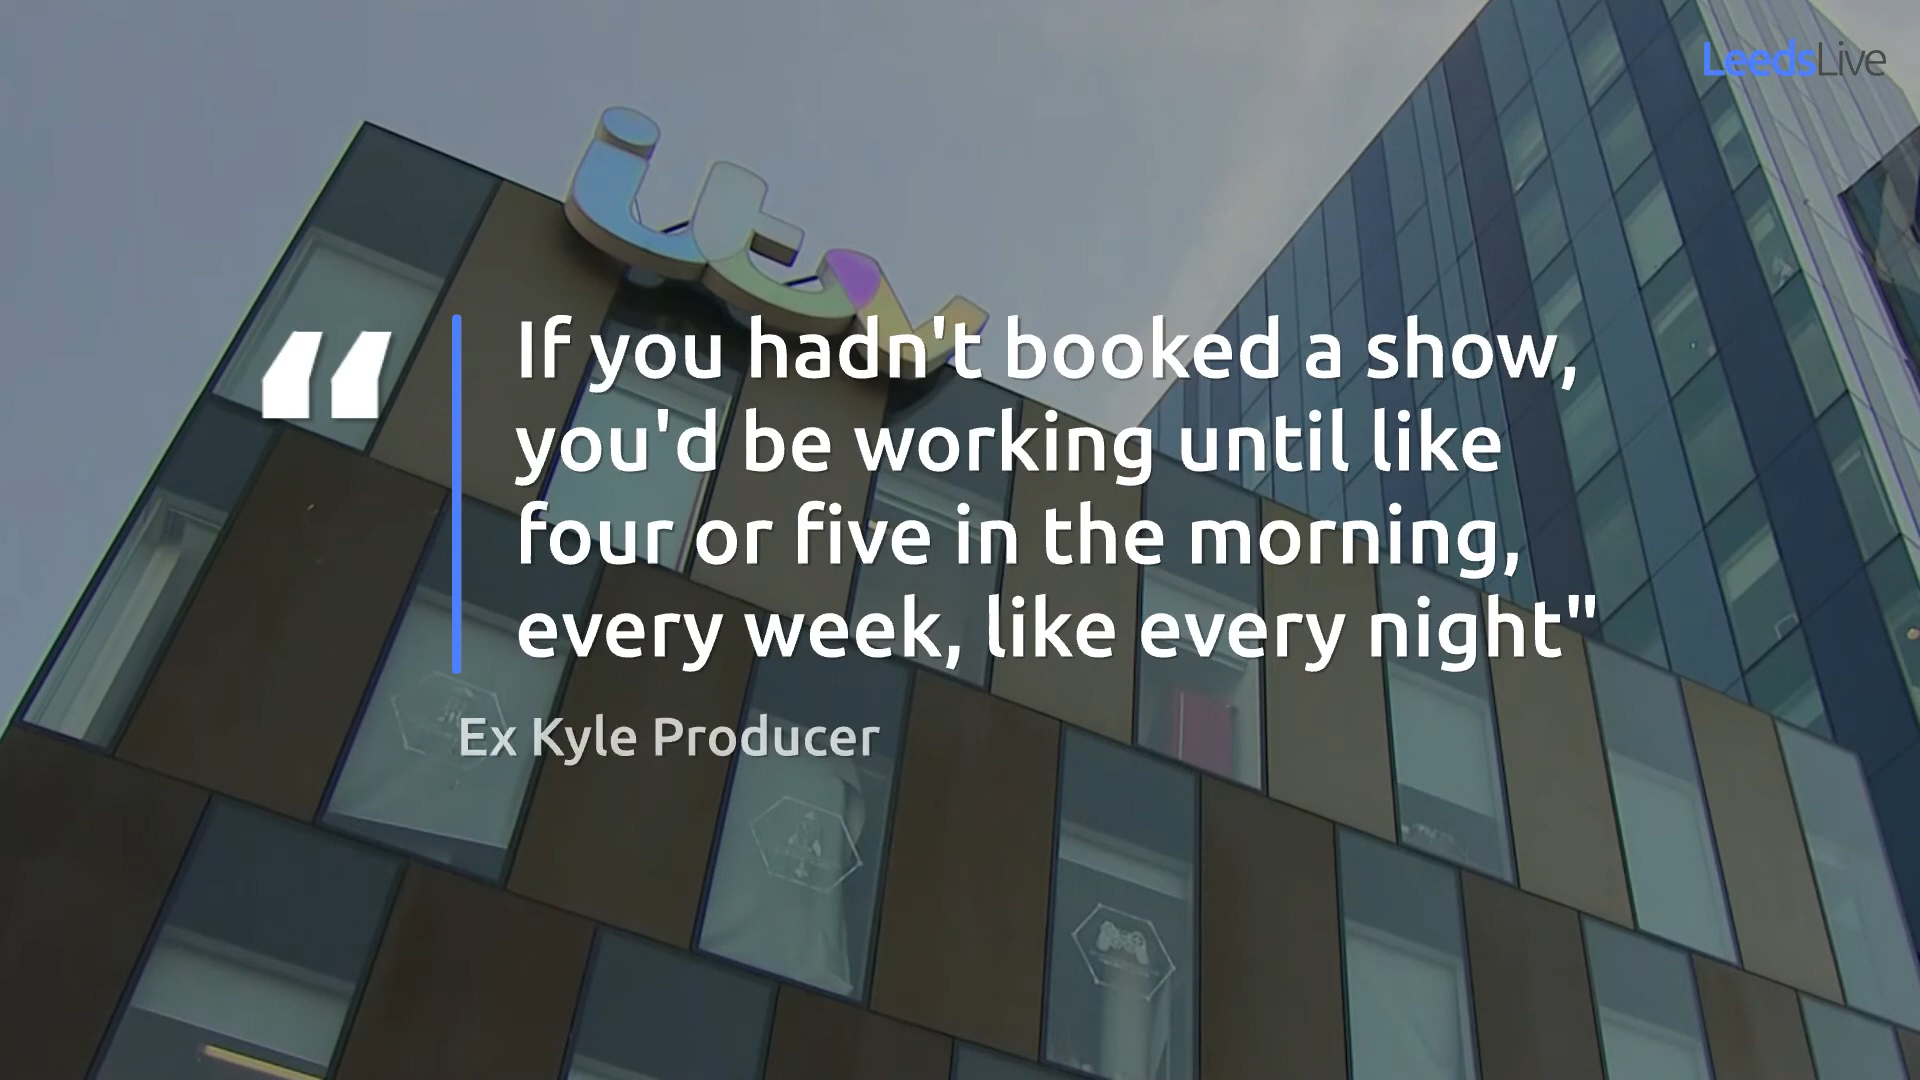 LeedsLive
itv
“
If you hadn't booked a show,
you'd be working until like
four or five in the morning,
every week, like every night"
Ex Kyle Producer